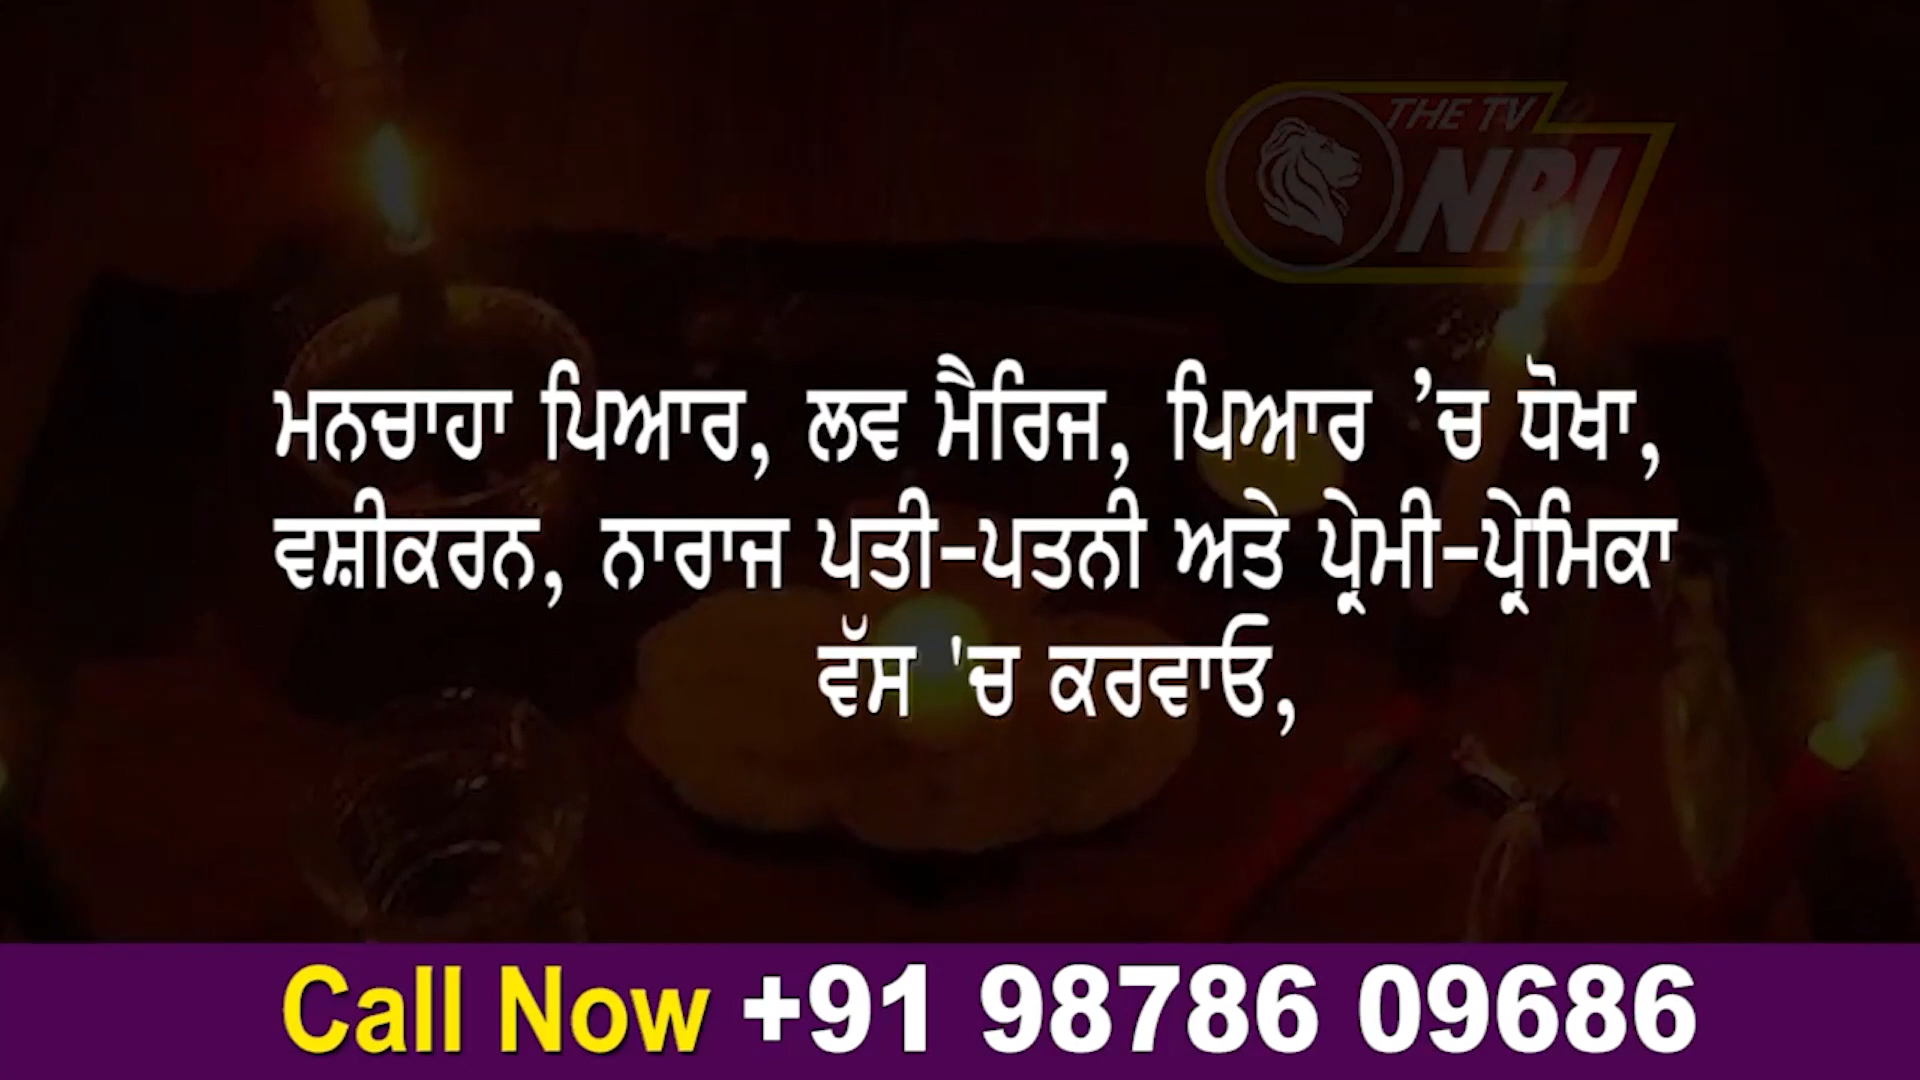 THE TV
NRI
ਮਨਚਾਹਾ ਪਿਆਰ, ਲਵ ਮੈਰਿਜ, ਪਿਆਰ ’ਚ ਧੋਖਾ,
ਵਸ਼ੀਕਰਨ, ਨਾਰਾਜ ਪਤੀ-ਪਤਨੀ ਅਤੇ ਪ੍ਰੇਮੀ-ਪ੍ਰੇਮਿਕਾ
ਵੱਸ 'ਚ ਕਰਵਾਓ,
Call Now +91 98786 09686